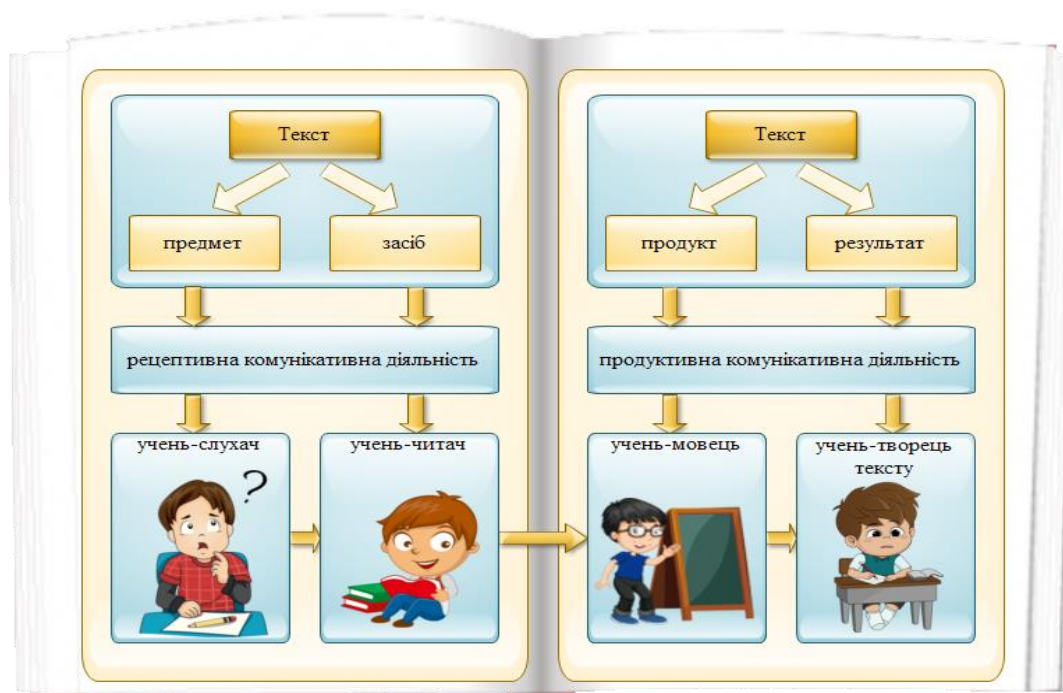 Текст
предмет
засіб
рецептивна комунікативна діяльність
учень-слухач
учень-читач
?
Текст
продукт
результат
продуктивна комунікативна діяльність
учень-мовець
учень-творець
тексту